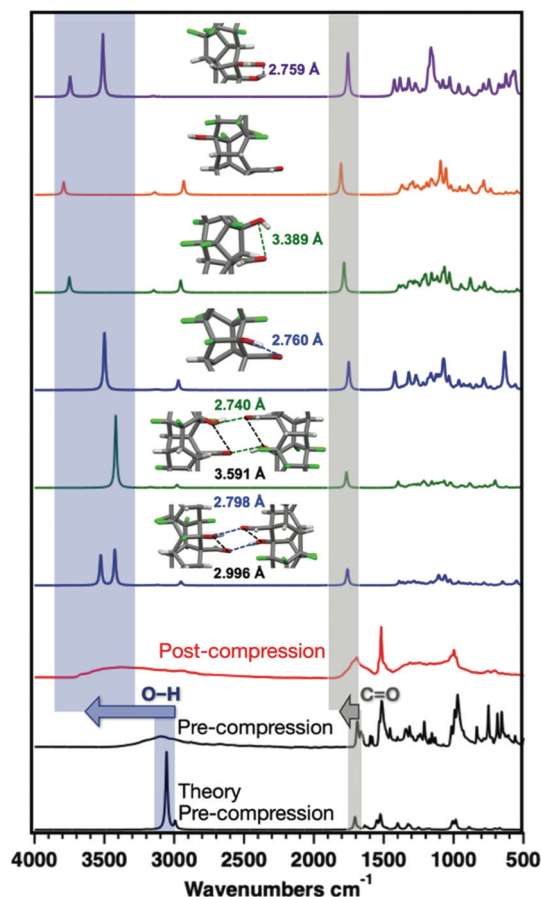 2.759 Å
3.389 Å
2.760 Å
2.740 Å
3.591 Å
2.798 Å
2.996 Å
Post-compression
O–H
C=O
Pre-compression
Theory
Pre-compression
4000 3500 3000 2500 2000 1500 1000 500
Wavenumbers cm⁻¹